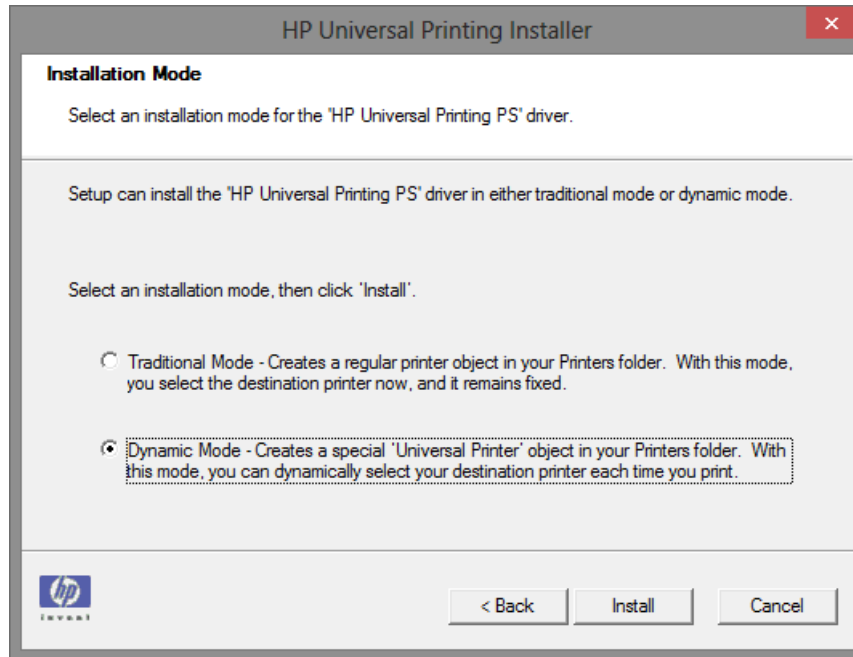 HP Universal Printing Installer
Installation Mode
Select an installation mode for the "HP Universal Printing PS" driver.
Setup can install the "HP Universal Printing PS" driver in either traditional mode or dynamic mode.
Select an installation mode, then click 'Install'.
Traditional Mode - Creates a regular printer object in your Printers folder. With this mode,
you select the destination printer now, and it remains fixed.
Dynamic Mode - Creates a special 'Universal Printer' object in your Printers folder. With
this mode, you can dynamically select your destination printer each time you print.
hp
invent
< Back
Install
Cancel